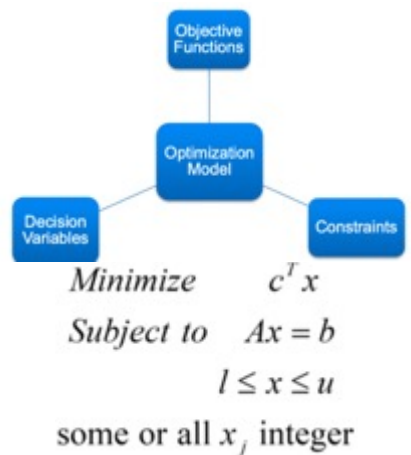 Objective
Functions
Optimization
Model
Decision
Variables
Constraints
Minimize c^T x
Subject to Ax = b
l ≤ x ≤ u
some or all x_j integer